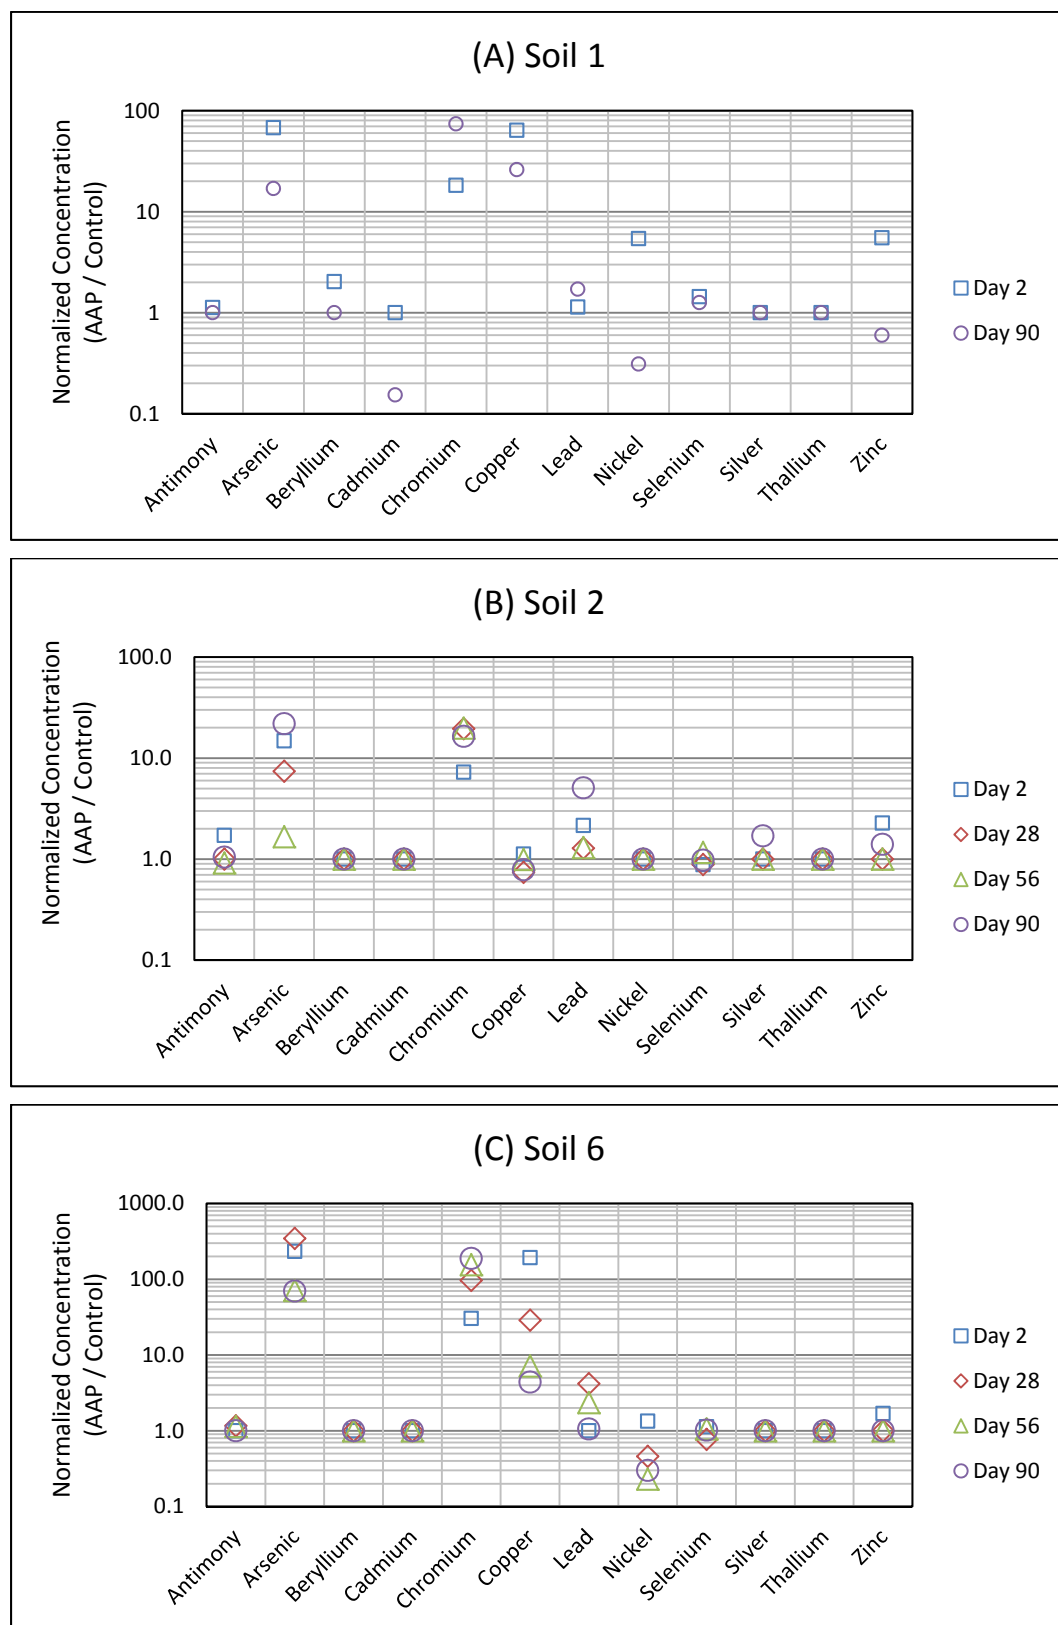 (A) Soil 1
Normalized Concentration
(AAP / Control)
100
10
1
0.1
Antimony
Arsenic
Beryllium
Cadmium
Chromium
Copper
Lead
Nickel
Selenium
Silver
Thallium
Zinc
Day 2
Day 90
(B) Soil 2
Normalized Concentration
(AAP / Control)
100.0
10.0
1.0
0.1
Antimony
Arsenic
Beryllium
Cadmium
Chromium
Copper
Lead
Nickel
Selenium
Silver
Thallium
Zinc
Day 2
Day 28
Day 56
Day 90
(C) Soil 6
Normalized Concentration
(AAP / Control)
1000.0
100.0
10.0
1.0
0.1
Antimony
Arsenic
Beryllium
Cadmium
Chromium
Copper
Lead
Nickel
Selenium
Silver
Thallium
Zinc
Day 2
Day 28
Day 56
Day 90